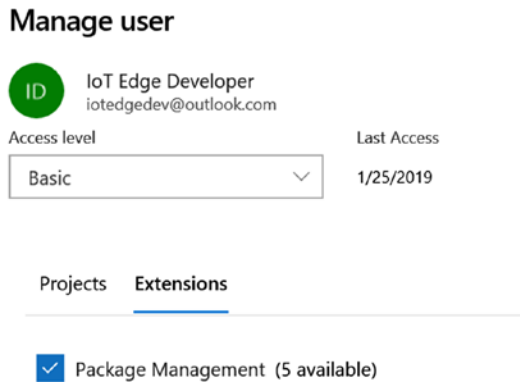 Manage user
ID
IoT Edge Developer
iotedgedev@outlook.com
Access level
Last Access
Basic
1/25/2019
Projects
Extensions
Package Management (5 available)